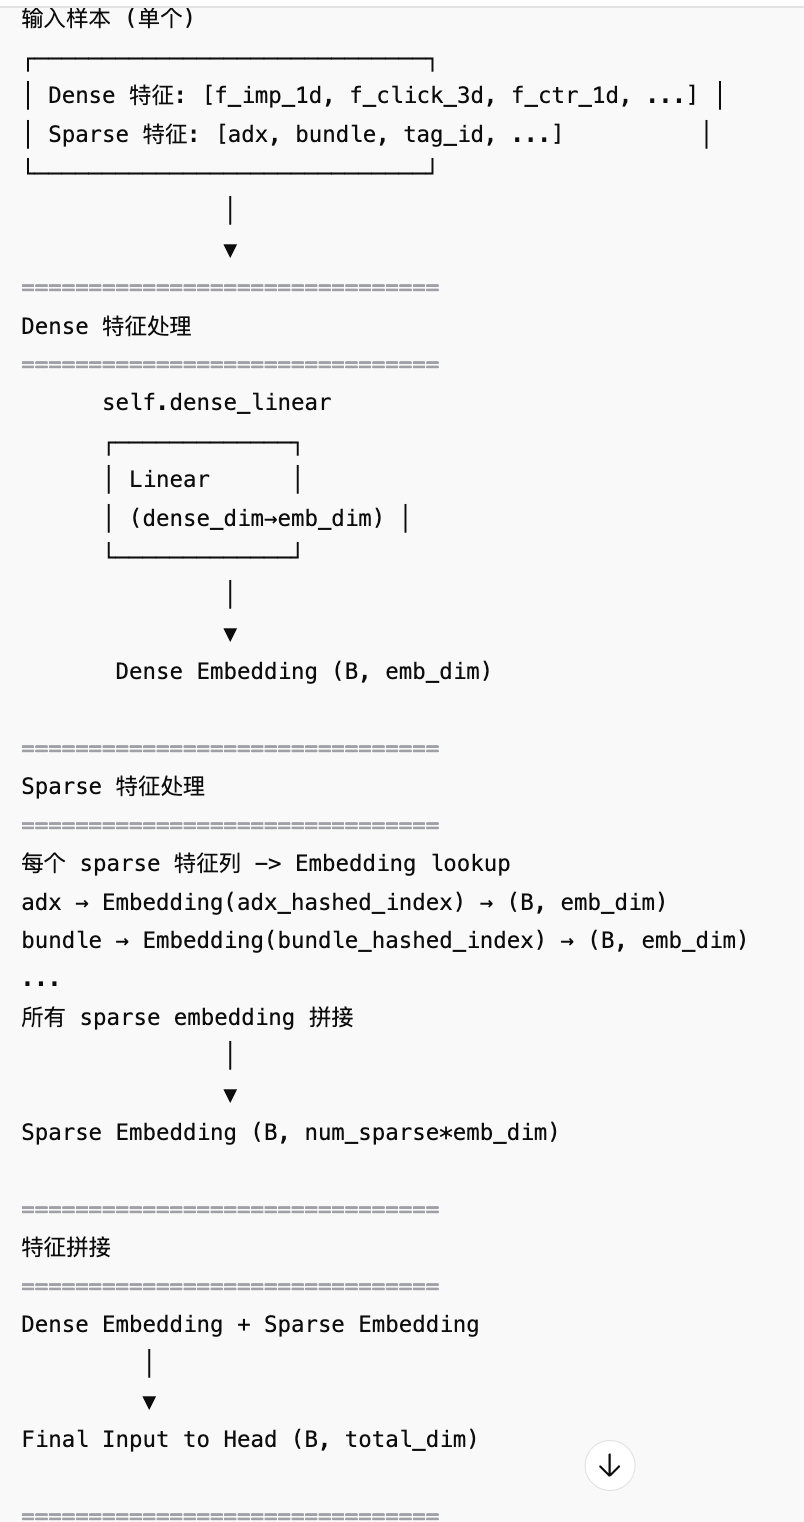 输入样本 (单个)
┌──────────────────────────────┐
│ Dense 特征: [f_imp_1d, f_click_3d, f_ctr_1d, ...] │
│ Sparse 特征: [adx, bundle, tag_id, ...]          │
└──────────────────────────────┘
│
▼
===============================
Dense 特征处理
===============================
self.dense_linear
┌──────────────┐
│ Linear      │
│ (dense_dim→emb_dim) │
└──────────────┘
│
▼
Dense Embedding (B, emb_dim)
===============================
Sparse 特征处理
===============================
每个 sparse 特征列 -> Embedding lookup
adx → Embedding(adx_hashed_index) → (B, emb_dim)
bundle → Embedding(bundle_hashed_index) → (B, emb_dim)
...
所有 sparse embedding 拼接
│
▼
Sparse Embedding (B, num_sparse*emb_dim)
===============================
特征拼接
===============================
Dense Embedding + Sparse Embedding
│
▼
Final Input to Head (B, total_dim)
===============================